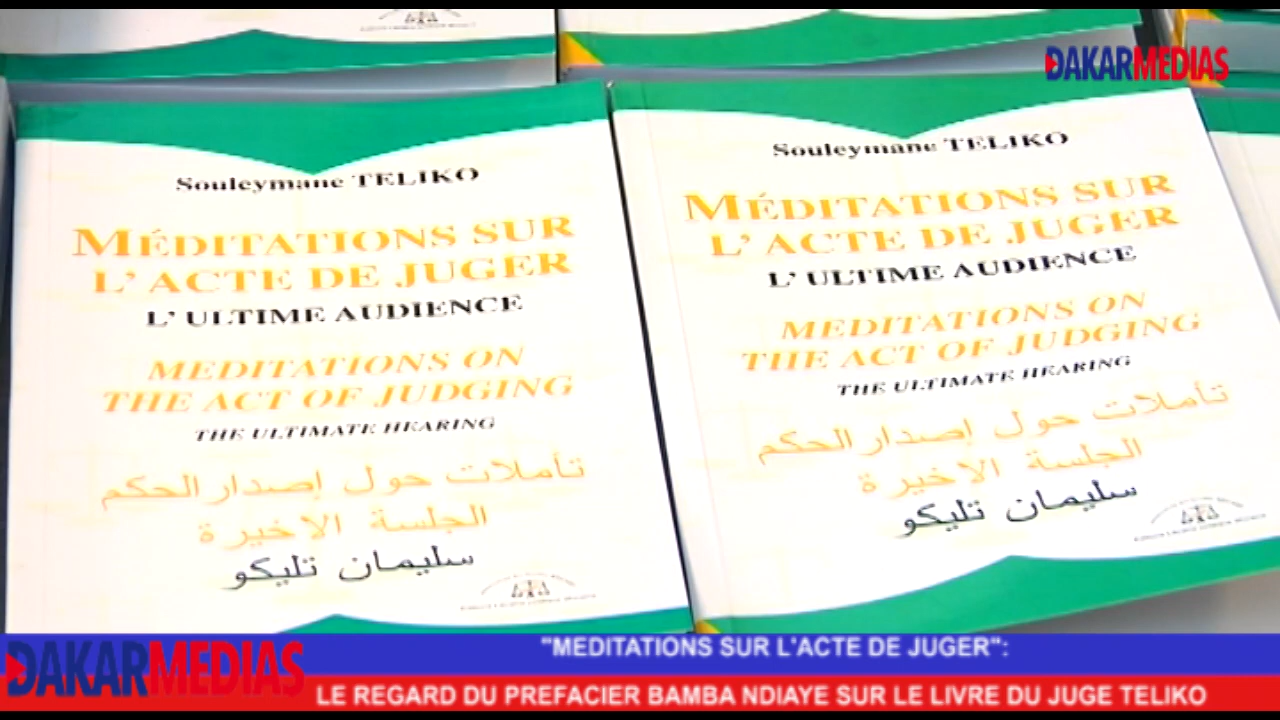 DAKARMEDIAS
Souleymane TELIKO
MÉDITATIONS SUR
L' ACTE DE JUGER
L' ULTIME AUDIENCE
MEDITATIONS ON
THE ACT OF JUDGING
THE ULTIMATE HEARING
تأملات حول إصدار الحكم
الجلسة الاخيرة
سليمان تليكو
Souleymane TELIKO
MÉDITATIONS SUR
L' ACTE DE JUGER
L' ULTIME AUDIENCE
MEDITATIONS ON
THE ACT OF JUDGING
THE ULTIMATE HEARING
تأملات حول إصدار الحكم
الجلسة الاخيرة
سليمان تليكو
DAKARMEDIAS
"MEDITATIONS SUR L'ACTE DE JUGER":
LE REGARD DU PREFACIER BAMBA NDIAYE SUR LE LIVRE DU JUGE TELIKO